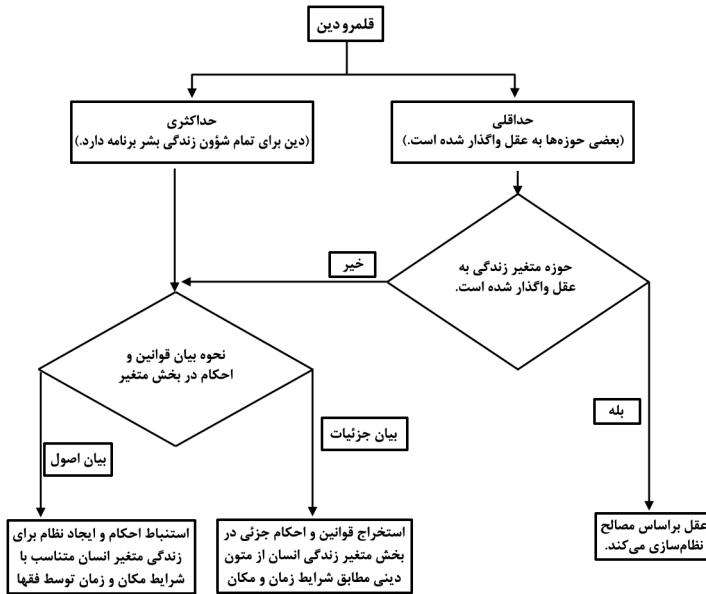 قلمرو دین
حداقلی
(بعضی حوزه‌ها به عقل واگذار شده است.)
حداکثری
(دین برای تمام شؤون زندگی بشر برنامه دارد.)
حوزه متغیر زندگی به
عقل واگذار شده است.
خیر
نحوه بیان قوانین و
احکام در بخش متغیر
بله
بیان جزئیات
بیان اصول
عقل براساس مصالح
نظام‌سازی می‌کند.
استخراج قوانین و احکام جزئی در
بخش متغیر زندگی انسان از متون
دینی مطابق شرایط زمان و مکان
استنباط احکام و ایجاد نظام برای
زندگی متغیر انسان متناسب با
شرایط مکان و زمان توسط فقها